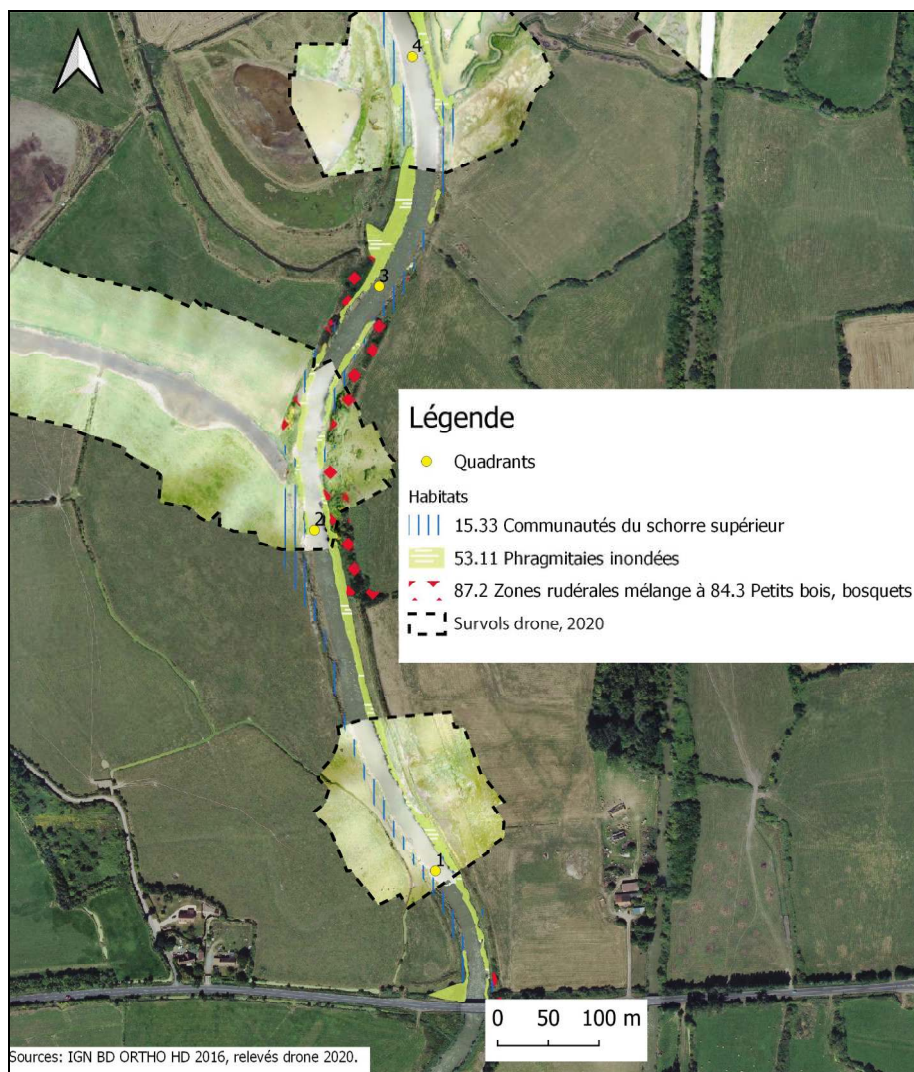 4
3
2
Légende
Quadrants
Habitats
15.33 Communautés du schorre supérieur
53.11 Phragmitaies inondées
87.2 Zones rudérales mélange à 84.3 Petits bois, bosquets
Survols drone, 2020
1
0 50 100 m
Sources: IGN BD ORTHO HD 2016, relevés drone 2020.